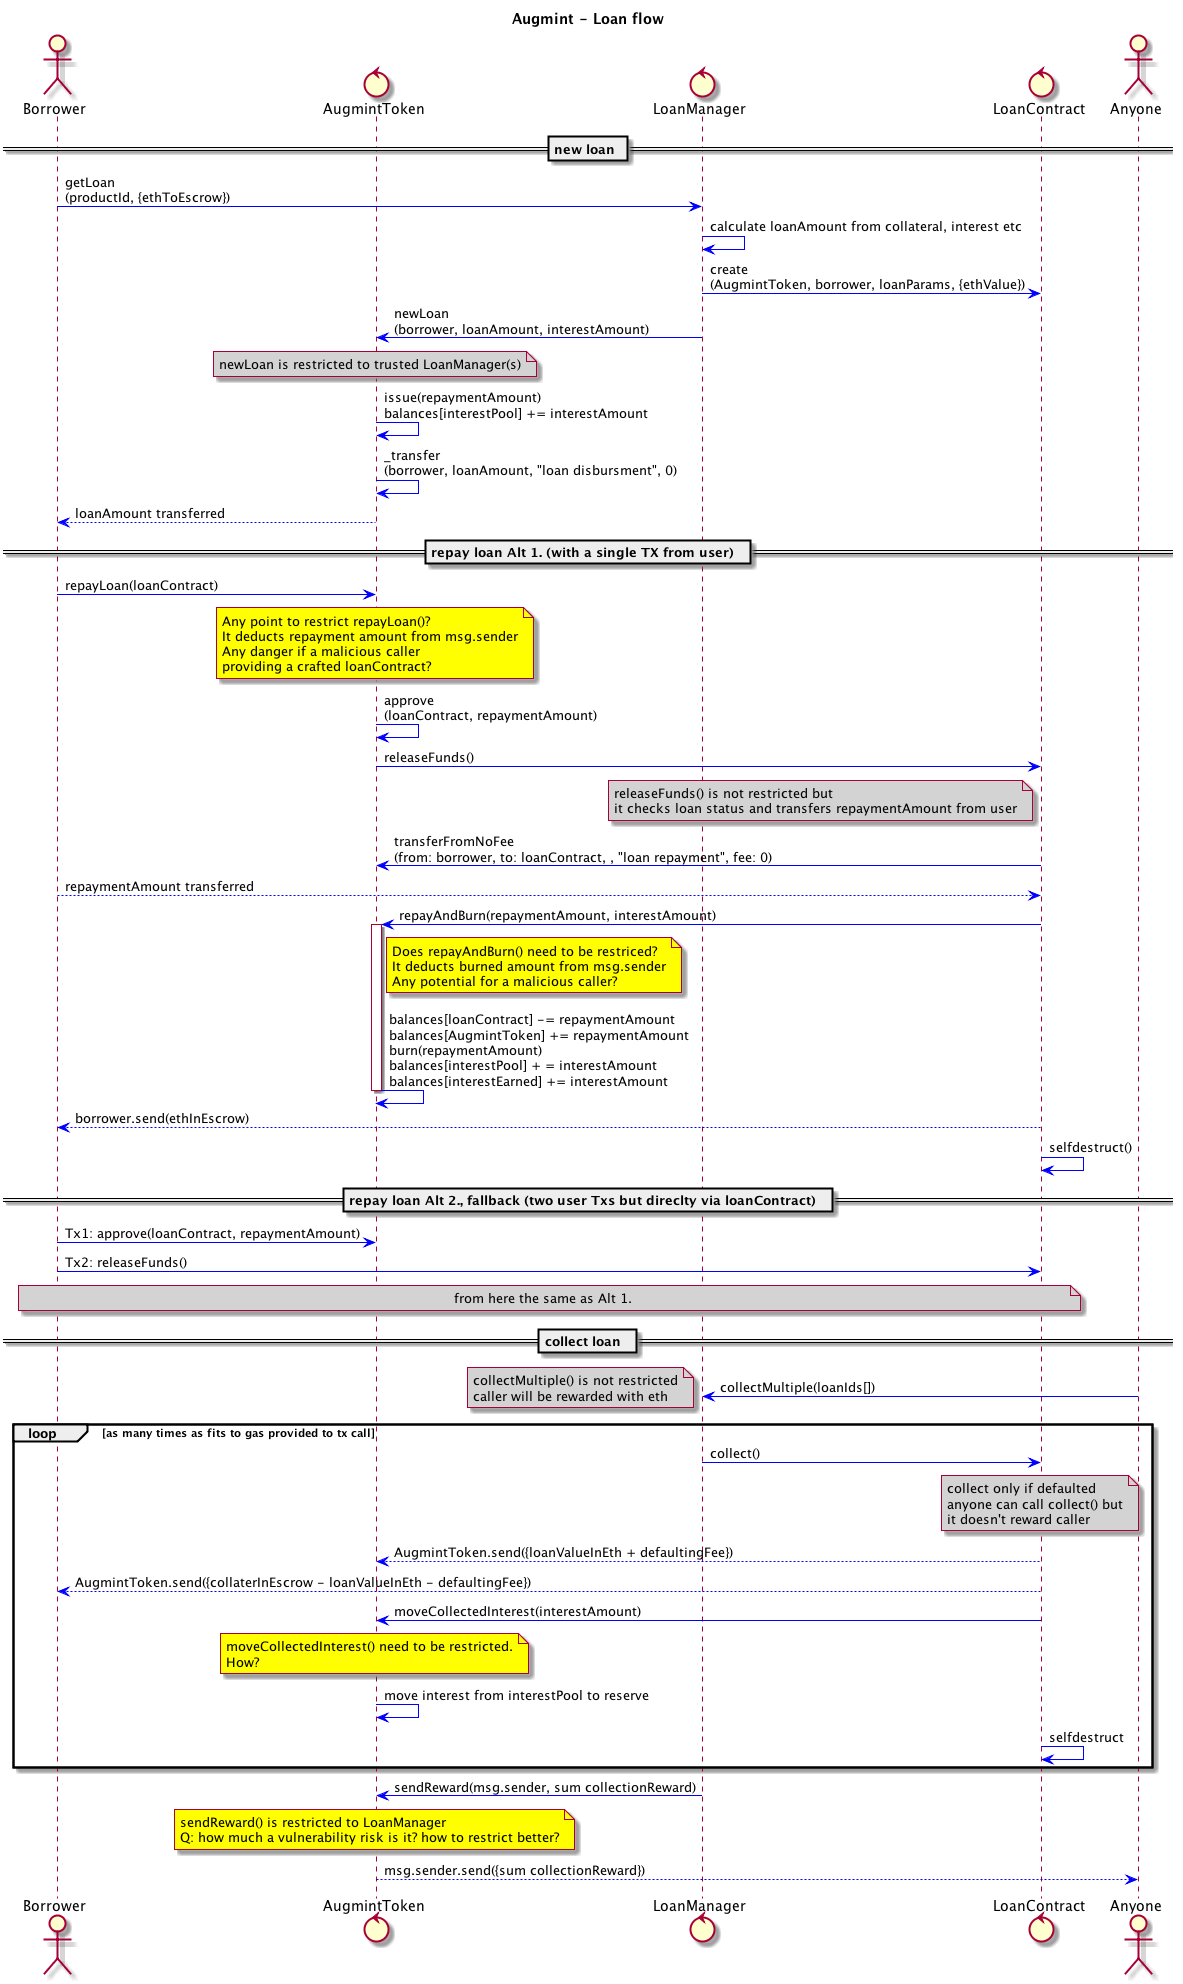 Augmint - Loan flow
Borrower
AugmintToken
LoanManager
LoanContract
Anyone
new loan
getLoan
(productId, {ethToEscrow})
calculate loanAmount from collateral, interest etc
create
(AugmintToken, borrower, loanParams, {ethValue})
newLoan
(borrower, loanAmount, interestAmount)
newLoan is restricted to trusted LoanManager(s)
issue(repaymentAmount)
balances[interestPool] += interestAmount
_transfer
(borrower, loanAmount, "loan disbursment", 0)
loanAmount transferred
repay loan Alt 1. (with a single TX from user)
repayLoan(loanContract)
Any point to restrict repayLoan()?
It deducts repayment amount from msg.sender
Any danger if a malicious caller
providing a crafted loanContract?
approve
(loanContract, repaymentAmount)
releaseFunds()
releaseFunds() is not restricted but
it checks loan status and transfers repaymentAmount from user
transferFromNoFee
(from: borrower, to: loanContract, , "loan repayment", fee: 0)
repaymentAmount transferred
repayAndBurn(repaymentAmount, interestAmount)
Does repayAndBurn() need to be restriced?
It deducts burned amount from msg.sender
Any potential for a malicious caller?
balances[loanContract] -= repaymentAmount
balances[AugmintToken] += repaymentAmount
burn(repaymentAmount)
balances[interestPool] + = interestAmount
balances[interestEarned] += interestAmount
borrower.send(ethInEscrow)
selfdestruct()
repay loan Alt 2., fallback (two user Txs but direclty via loanContract)
Tx1: approve(loanContract, repaymentAmount)
Tx2: releaseFunds()
from here the same as Alt 1.
collect loan
collectMultiple() is not restricted
caller will be rewarded with eth
collectMultiple(loanIds[])
loop
[as many times as fits to gas provided to tx call]
collect()
collect only if defaulted
anyone can call collect() but
it doesn't reward caller
AugmintToken.send({loanValueInEth + defaultingFee})
AugmintToken.send({collaterInEscrow - loanValueInEth - defaultingFee})
moveCollectedInterest(interestAmount)
moveCollectedInterest() need to be restricted.
How?
move interest from interestPool to reserve
selfdestruct
sendReward(msg.sender, sum collectionReward)
sendReward() is restricted to LoanManager
Q: how much a vulnerability risk is it? how to restrict better?
msg.sender.send({sum collectionReward})
Borrower
AugmintToken
LoanManager
LoanContract
Anyone